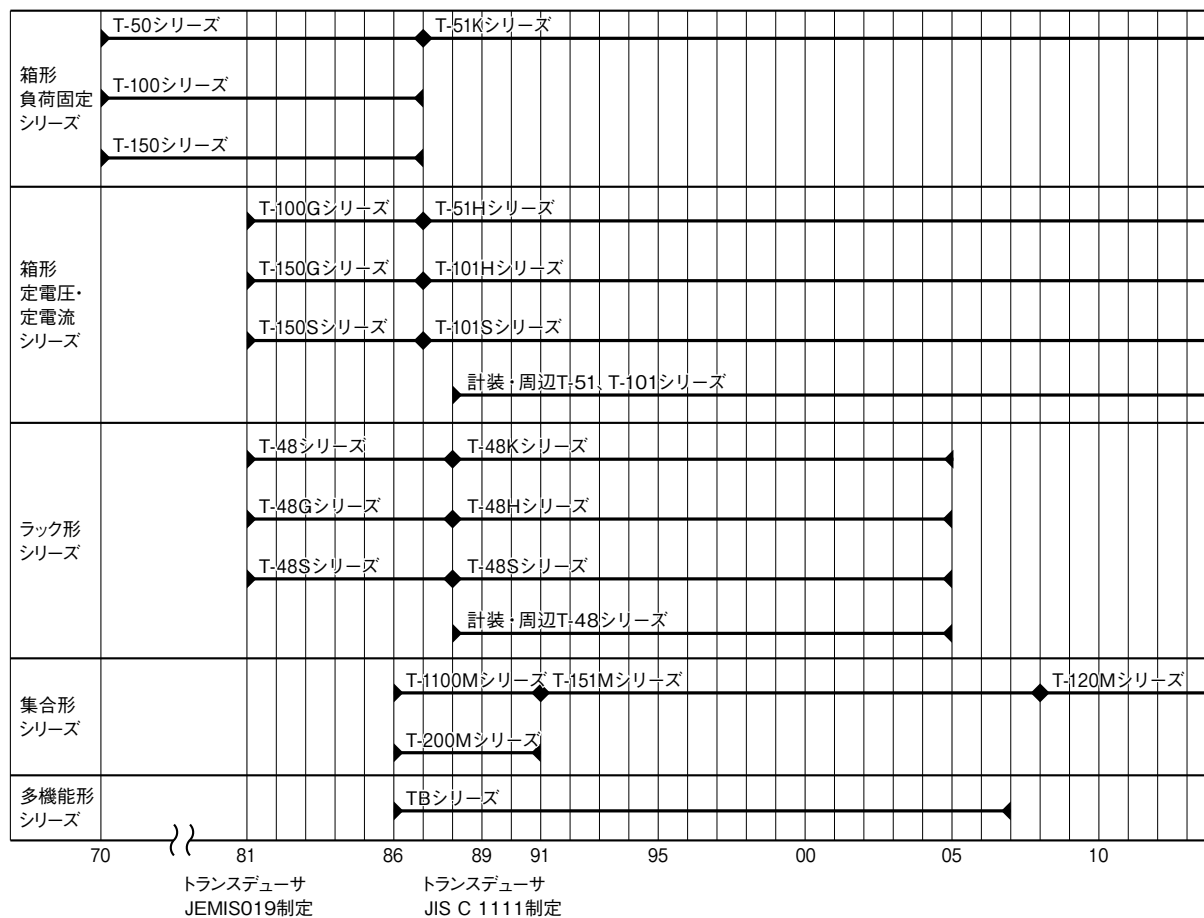 T-50シリーズ
T-51Kシリーズ
箱形
負荷固定
シリーズ
T-100シリーズ
T-150シリーズ
T-100Gシリーズ
T-51Hシリーズ
箱形
定電圧・
定電流
シリーズ
T-150Gシリーズ
T-101Hシリーズ
T-150Sシリーズ
T-101Sシリーズ
計装・周辺T-51、T-101シリーズ
T-48シリーズ
T-48Kシリーズ
ラック形
シリーズ
T-48Gシリーズ
T-48Hシリーズ
T-48Sシリーズ
T-48Sシリーズ
計装・周辺T-48シリーズ
集合形
シリーズ
T-1100Mシリーズ
T-151Mシリーズ
T-120Mシリーズ
T-200Mシリーズ
多機能形
シリーズ
TBシリーズ
70 81 86 89 91 95 00 05 10
トランスデューサ
JEMIS019制定
トランスデューサ
JIS C 1111制定